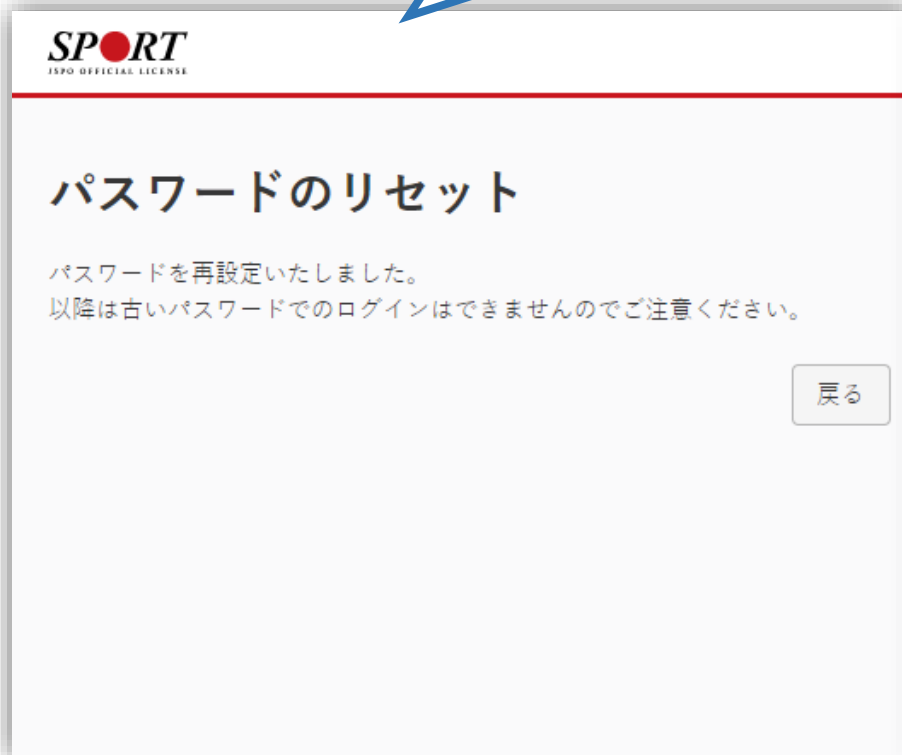 SPORT
JSPO OFFICIAL LICENSE
パスワードのリセット
パスワードを再設定いたしました。
以降は古いパスワードでのログインはできませんのでご注意ください。
戻る